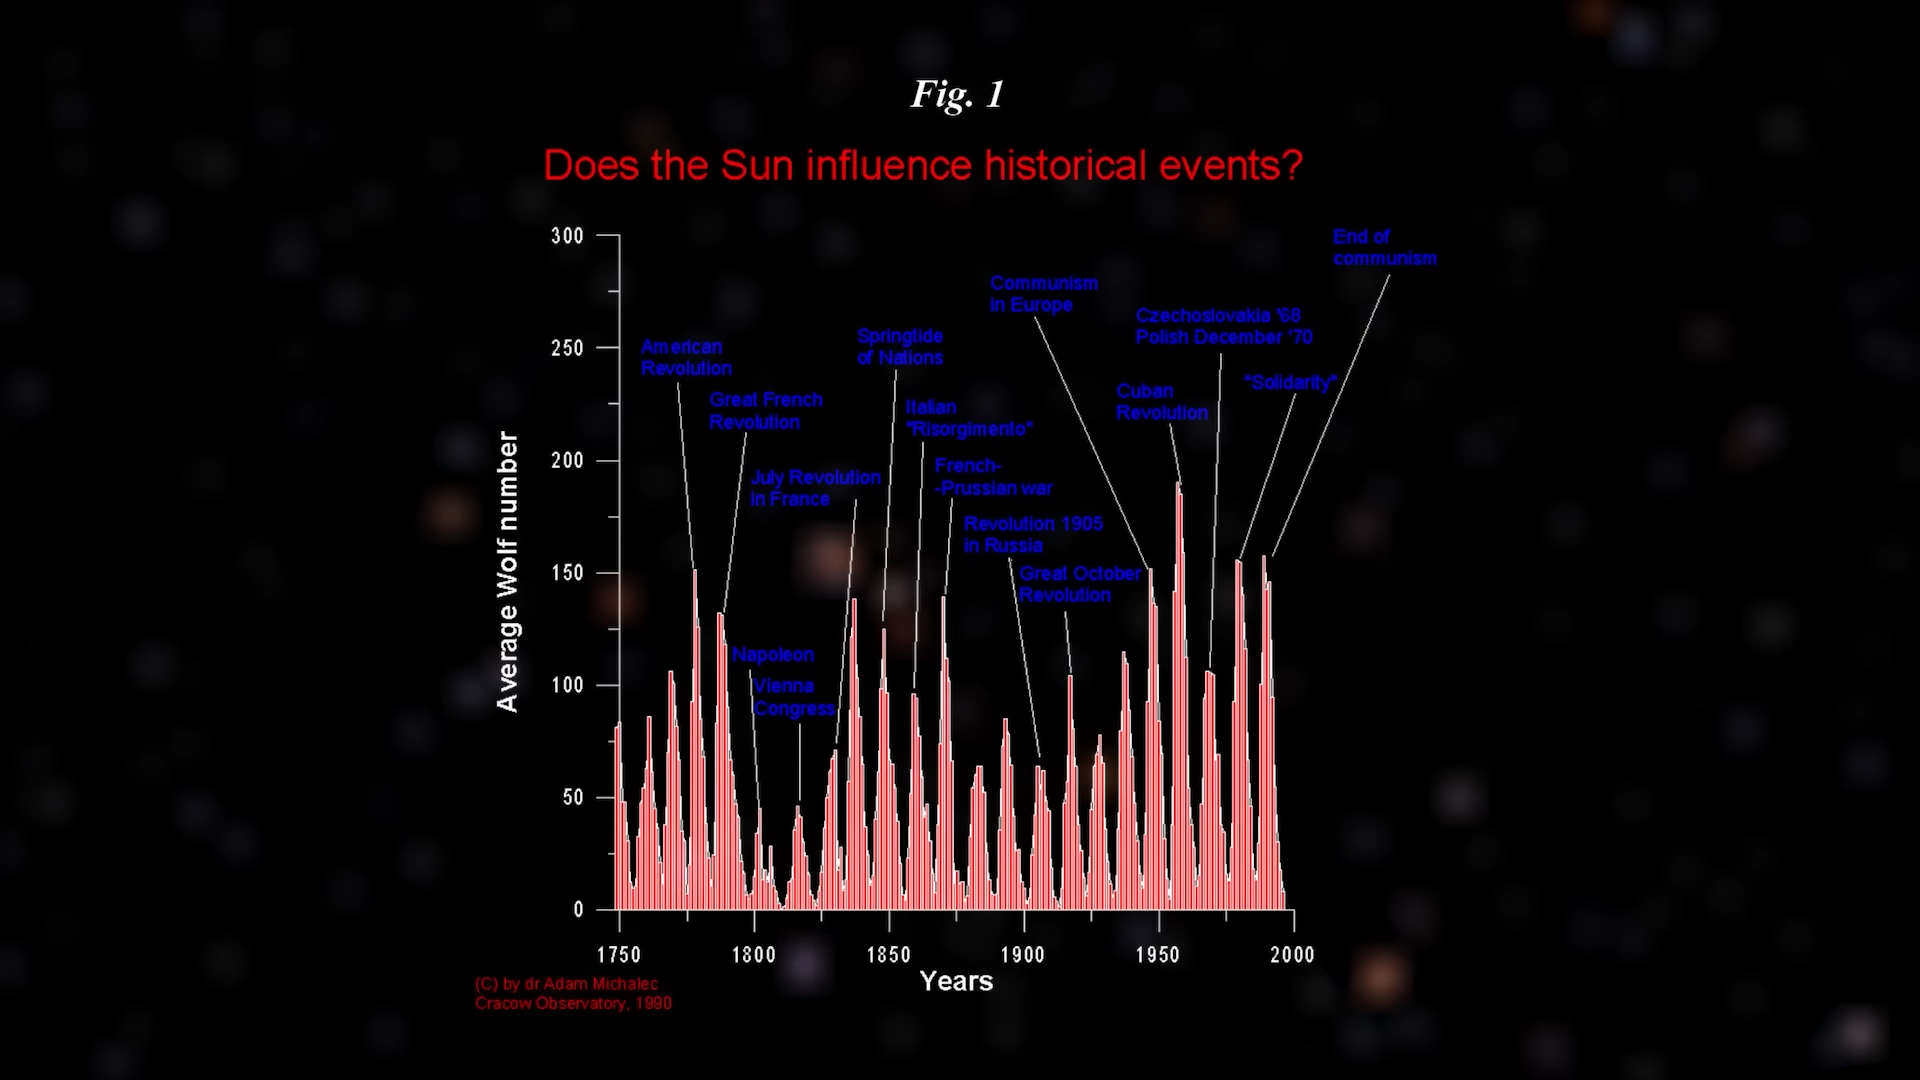 Fig. 1
Does the Sun influence historical events?
300
250
200
150
100
50
0
Average Wolf number
American
Revolution
Great French
Revolution
July Revolution
in France
Napoleon
Vienna
Congress
Springtide
of Nations
Italian
"Risorgimento"
French-
-Prussian war
Revolution 1905
in Russia
Great October
Revolution
Communism
in Europe
Cuban
Revolution
Czechoslovakia '68
Polish December '70
"Solidarity"
End of
communism
1750
1800
1850
1900
1950
2000
Years
(C) by dr Adam Michalec
Cracow Observatory, 1990